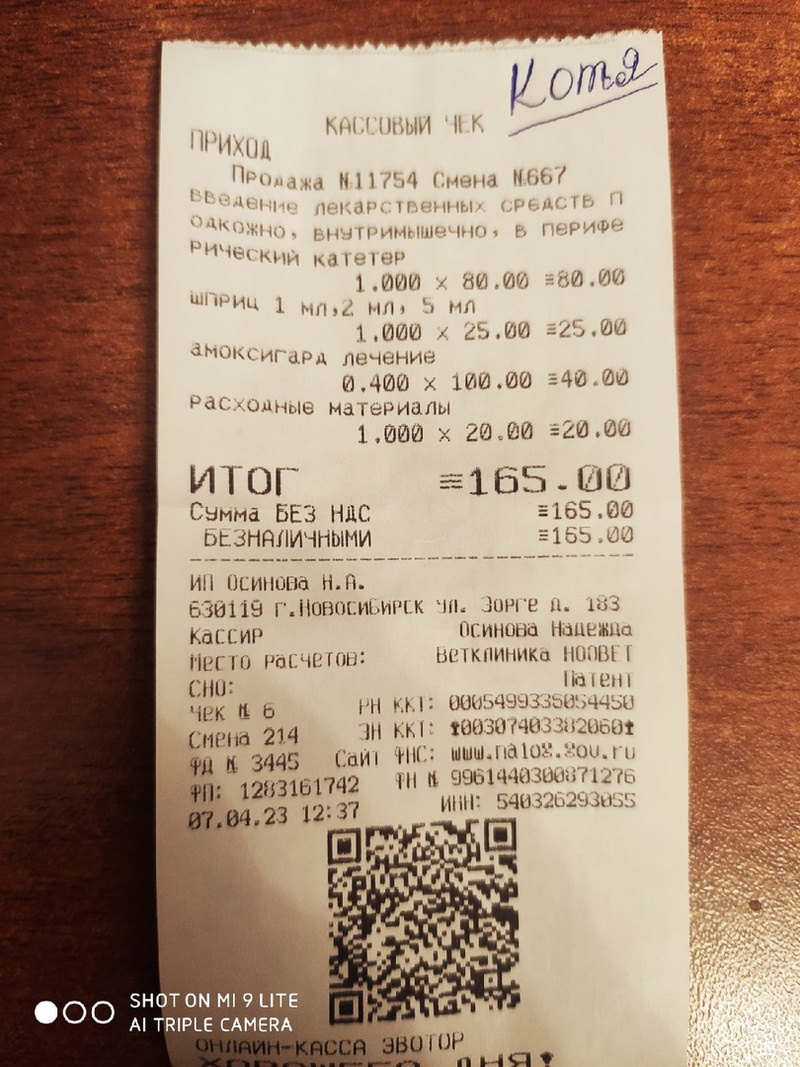 Котя
КАССОВЫЙ ЧЕК
ПРИХОД
Продажа №11754 Смена №667
введение лекарственных средств п
одкожно, внутримышечно, в перифе
рический катетер
1.000 x 80.00 ≡80.00
шприц 1 мл,2 мл, 5 мл
1.000 x 25.00 ≡25.00
амоксигард лечение
0.400 x 100.00 ≡40.00
Расходные материалы
1.000 x 20.00 ≡20.00
ИТОГ ≡165.00
Сумма БЕЗ НДС ≡165.00
БЕЗНАЛИЧНЫМИ ≡165.00
ИП Осинова Н.А.
630119 г.Новосибирск ул. Зорге д. 183
Кассир Осинова Надежда
Место расчетов: Ветклиника НООВЕТ
СНО: Патент
Чек № 6 РН ККТ: 0005499335054450
Смена 214 ЗН ККТ: 00307403382060
ФД № 3445 Сайт ФНС: www.nalog.gov.ru
ФП: 1283161742 ФН № 9961440300871276
07.04.23 12:37 ИНН: 540326293055
SHOT ON MI 9 LITE
AI TRIPLE CAMERA
ОНЛАЙН-КАССА ЭВОТОР
ХОРОШЕГО ДНЯ!